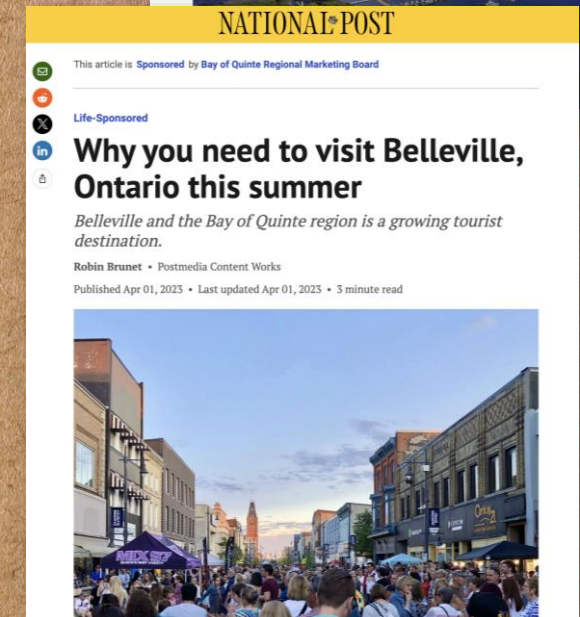 NATIONAL POST
This article is Sponsored by Bay of Quinte Regional Marketing Board
Life-Sponsored
Why you need to visit Belleville,
Ontario this summer
Belleville and the Bay of Quinte region is a growing tourist
destination.
Robin Brunet • Postmedia Content Works
Published Apr 01, 2023 • Last updated Apr 01, 2023 • 3 minute read
MIX 97
Century